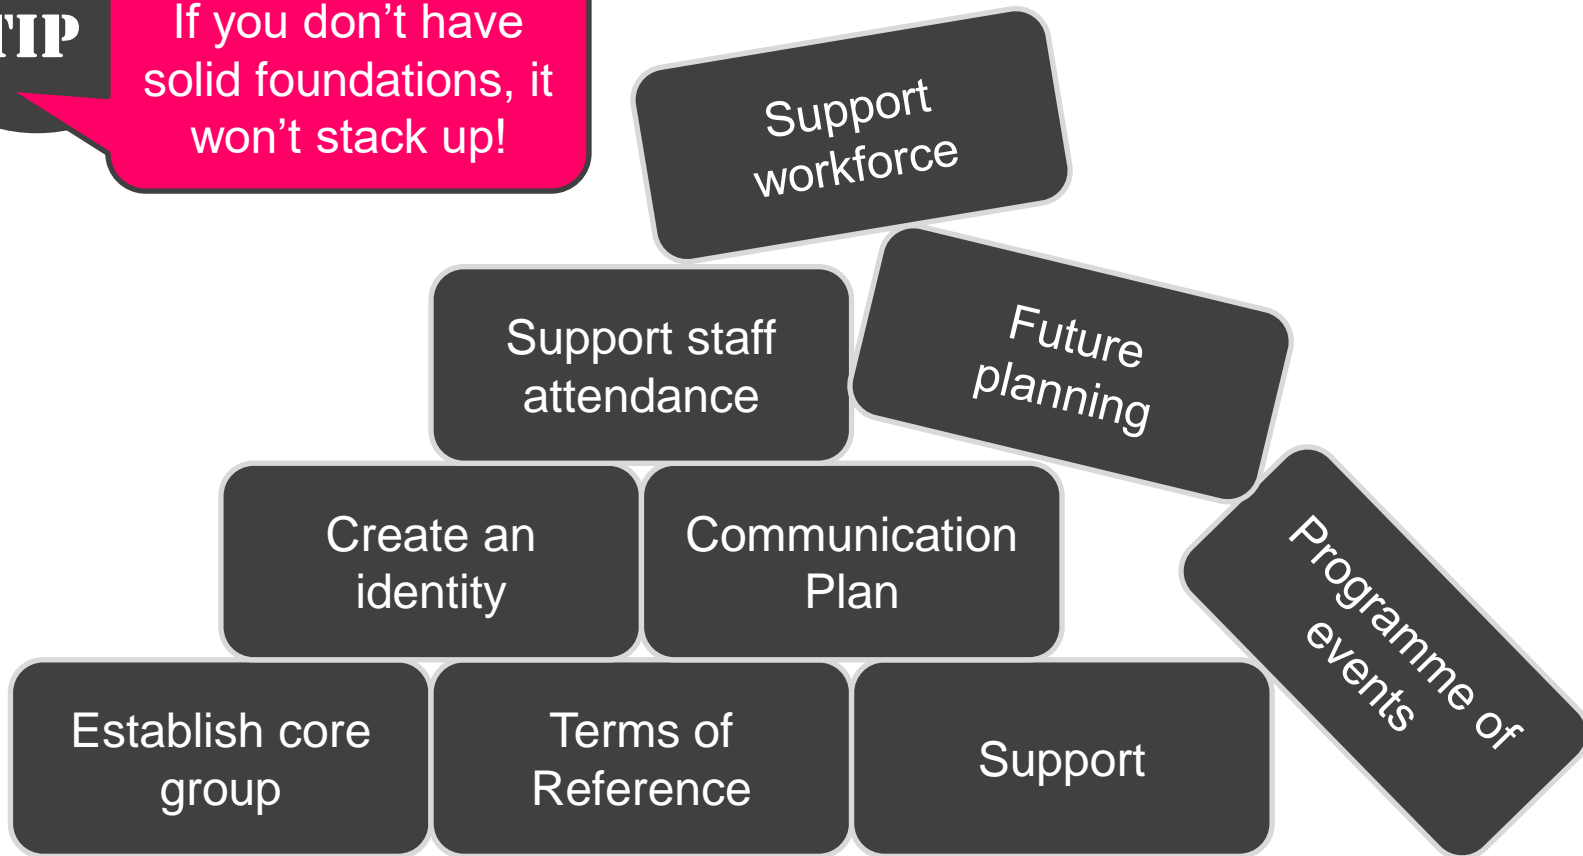 TIP
If you don’t have
solid foundations, it
won’t stack up!
Support
workforce
Support staff
attendance
Future
planning
Create an
identity
Communication
Plan
Programme of
events
Establish core
group
Terms of
Reference
Support